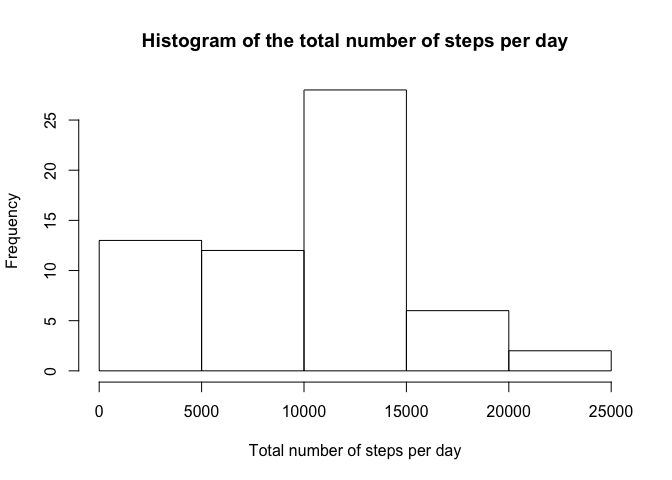 Histogram of the total number of steps per day
25
20
15
10
5
0
Frequency
0 5000 10000 15000 20000 25000
Total number of steps per day